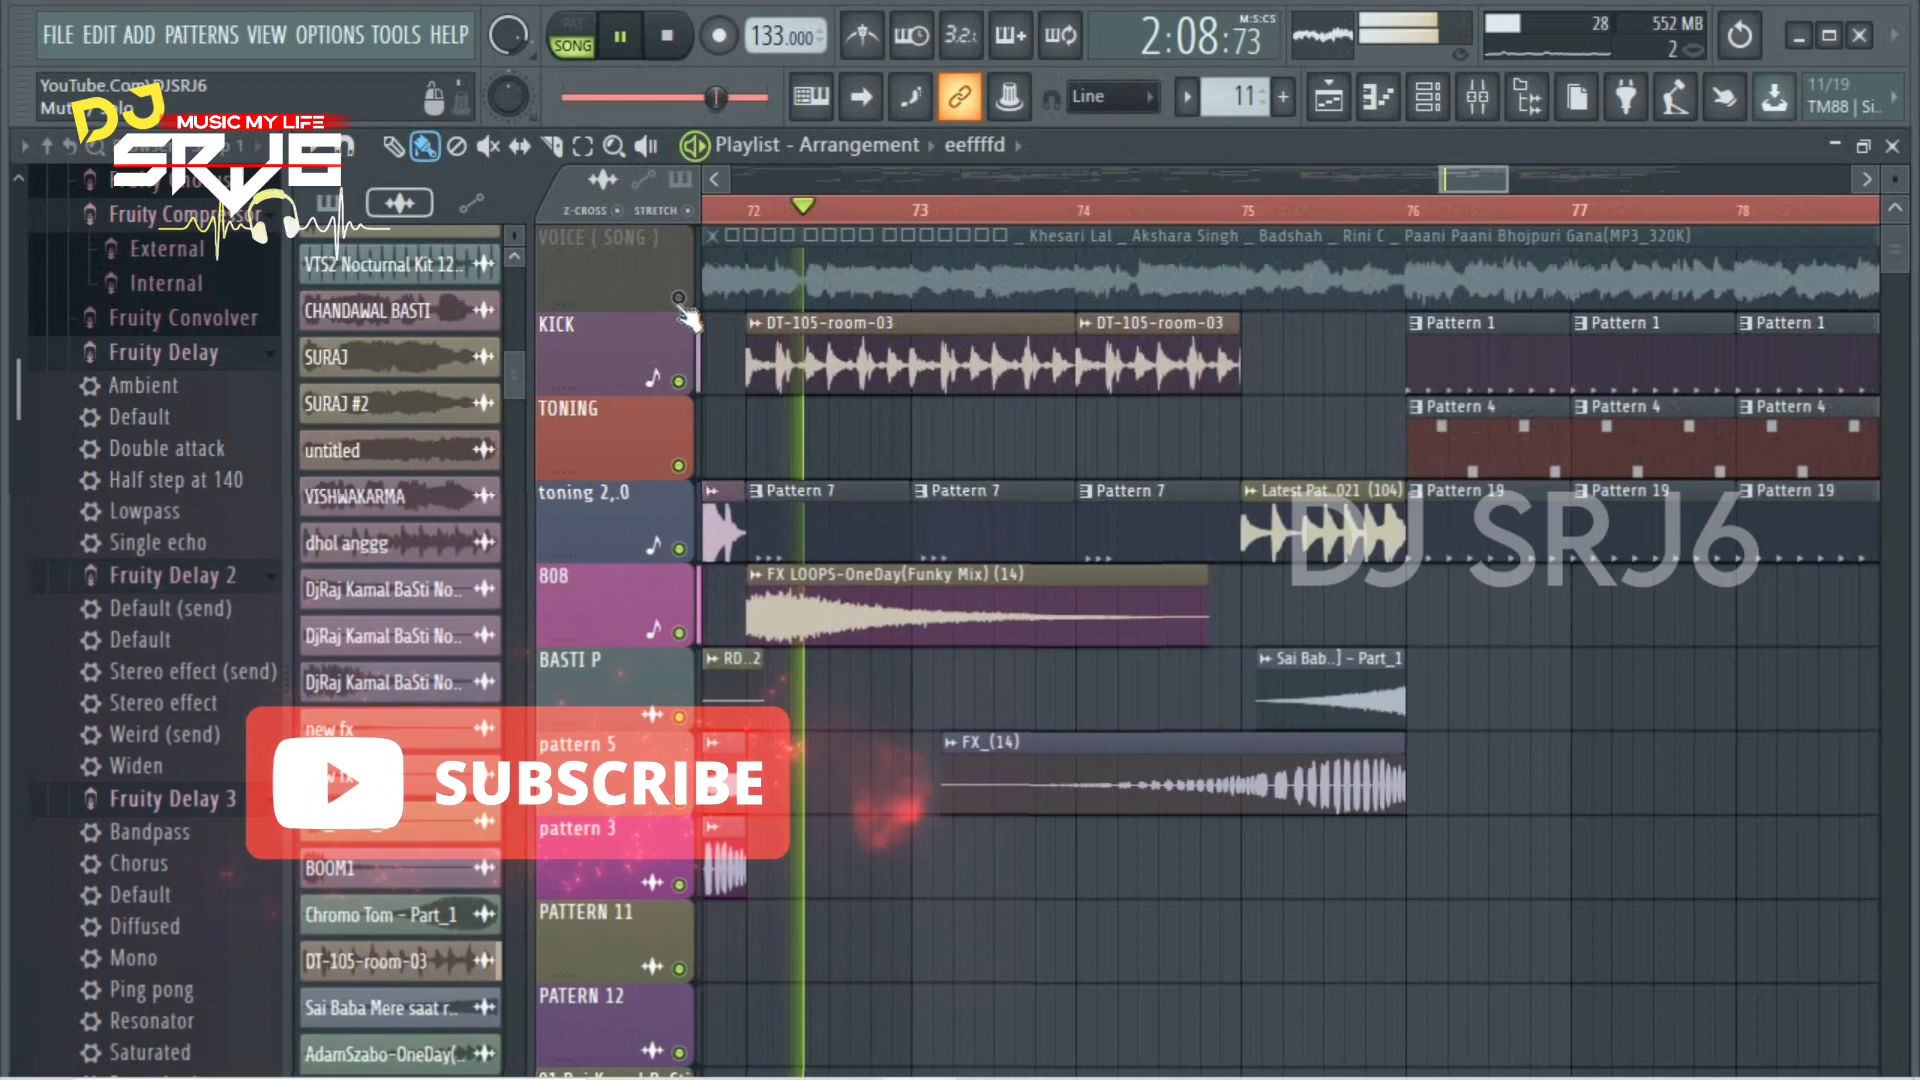 FILE EDIT ADD PATTERNS VIEW OPTIONS TOOLS HELP
PAT
SONG
133.000
3.2.
2:08:73
M:S:CS
28
552 MB
2
YouTube.Com\DJSRJ6
Line
11
11/19
TM88 | Si..
DJ
MUSIC MY LIFE
SRJ6
Playlist - Arrangement
eeffffd
Z-CROSS
STRETCH
72
73
74
75
76
77
78
Fruity Compressor
External
Internal
Fruity Convolver
Fruity Delay
Ambient
Default
Double attack
Half step at 140
Lowpass
Single echo
Fruity Delay 2
Default (send)
Default
Stereo effect (send)
Stereo effect
Weird (send)
Widen
Fruity Delay 3
Bandpass
Chorus
Default
Diffused
Mono
Ping pong
Resonator
Saturated
VTS2 Nocturnal Kit 12..
CHANDAWAL BASTI
SURAJ
SURAJ #2
untitled
VISHWAKARMA
dhol anggg
DjRaj Kamal BaSti No..
DjRaj Kamal BaSti No..
DjRaj Kamal BaSti No..
new fx
BOOM1
Chromo Tom - Part_1
DT-105-room-03
Sai Baba Mere saat r..
AdamSzabo-OneDay(..
VOICE ( SONG )
_ Khesari Lal _ Akshara Singh _ Badshah _ Rini C _ Paani Paani Bhojpuri Gana(MP3_320K)
KICK
DT-105-room-03
DT-105-room-03
Pattern 1
Pattern 1
Pattern 1
TONING
Pattern 4
Pattern 4
Pattern 4
toning 2,.0
Pattern 7
Pattern 7
Pattern 7
Latest Pat..021 (104)
Pattern 19
Pattern 19
Pattern 19
DJ SRJ6
808
FX LOOPS-OneDay(Funky Mix) (14)
BASTI P
RD..2
Sai Bab..] - Part_1
pattern 5
FX_(14)
SUBSCRIBE
pattern 3
PATTERN 11
PATERN 12